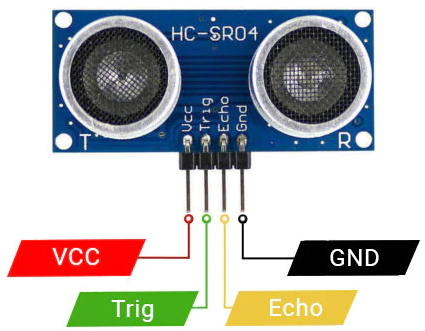 HC-SR04
Vcc
Trig
Echo
Gnd
T
R
VCC
GND
Trig
Echo